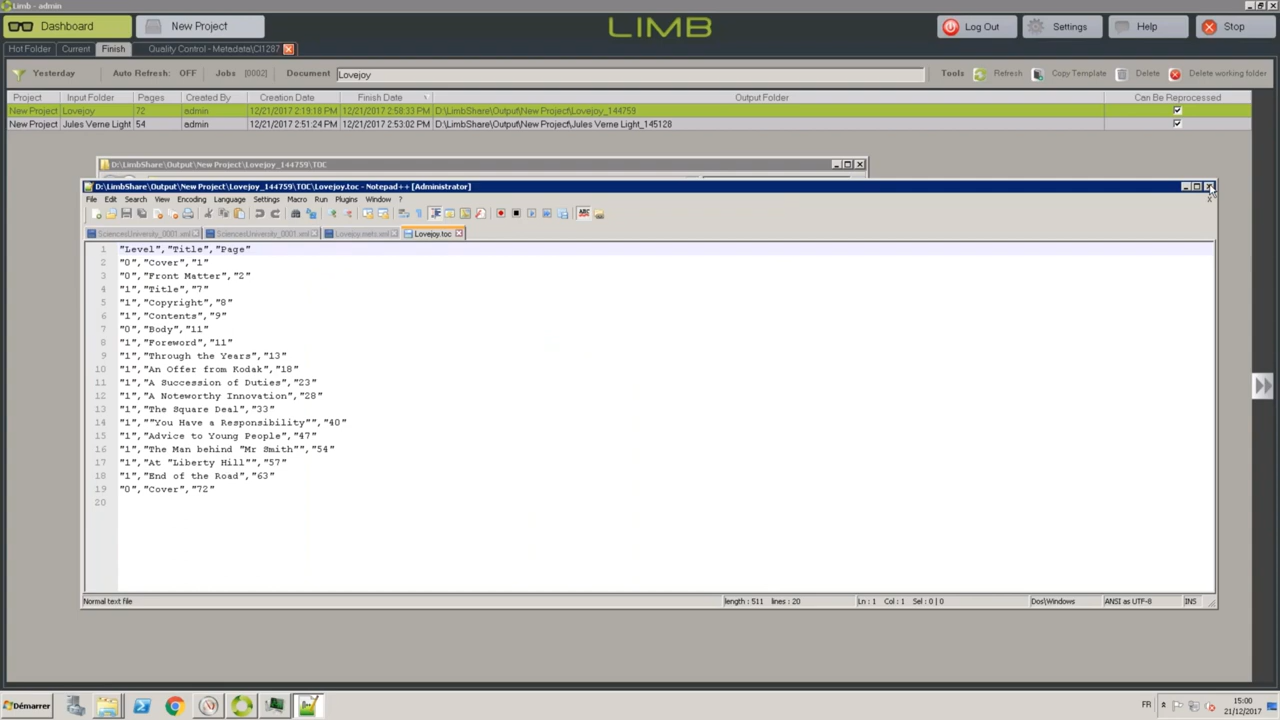 Limb - admin
Dashboard
New Project
LIMB
Log Out
Settings
Help
Stop
Hot Folder
Current
Finish
Quality Control - Metadata\CI1287
Yesterday
Auto Refresh: OFF
Jobs [0002]
Document
Lovejoy
Tools
Refresh
Copy Template
Delete
Delete working folder
Project Input Folder Pages Created By Creation Date Finish Date Output Folder Can Be Reprocessed
New Project Lovejoy 72 admin 12/21/2017 2:19:18 PM 12/21/2017 2:58:33 PM D:\LimbShare\Output\New Project\Lovejoy_144759
New Project Jules Verne Light 54 admin 12/21/2017 2:51:24 PM 12/21/2017 2:53:02 PM D:\LimbShare\Output\New Project\Jules Verne Light_145128
D:\LimbShare\Output\New Project\Lovejoy_144759\TOC
D:\LimbShare\Output\New Project\Lovejoy_144759\TOC\Lovejoy.toc - Notepad++ [Administrator]
File Edit Search View Encoding Language Settings Macro Run Plugins Window ?
SciencesUniversity_0001.xml
SciencesUniversity_0001.xml
Lovejoy.mets.xml
Lovejoy.toc
1 "Level","Title","Page"
2 "0","Cover","1"
3 "0","Front Matter","2"
4 "1","Title","7"
5 "1","Copyright","8"
6 "1","Contents","9"
7 "0","Body","11"
8 "1","Foreword","11"
9 "1","Through the Years","13"
10 "1","An Offer from Kodak","18"
11 "1","A Succession of Duties","23"
12 "1","A Noteworthy Innovation","28"
13 "1","The Square Deal","33"
14 "1",""You Have a Responsibility"","40"
15 "1","Advice to Young People","47"
16 "1","The Man behind "Mr Smith"","54"
17 "1","At "Liberty Hill"","57"
18 "1","End of the Road","63"
19 "0","Cover","72"
20
Normal text file
length : 511 lines : 20
Ln : 1 Col : 1 Sel : 0 | 0
Dos\Windows
ANSI as UTF-8
INS
Démarrer
FR
15:00
21/12/2017